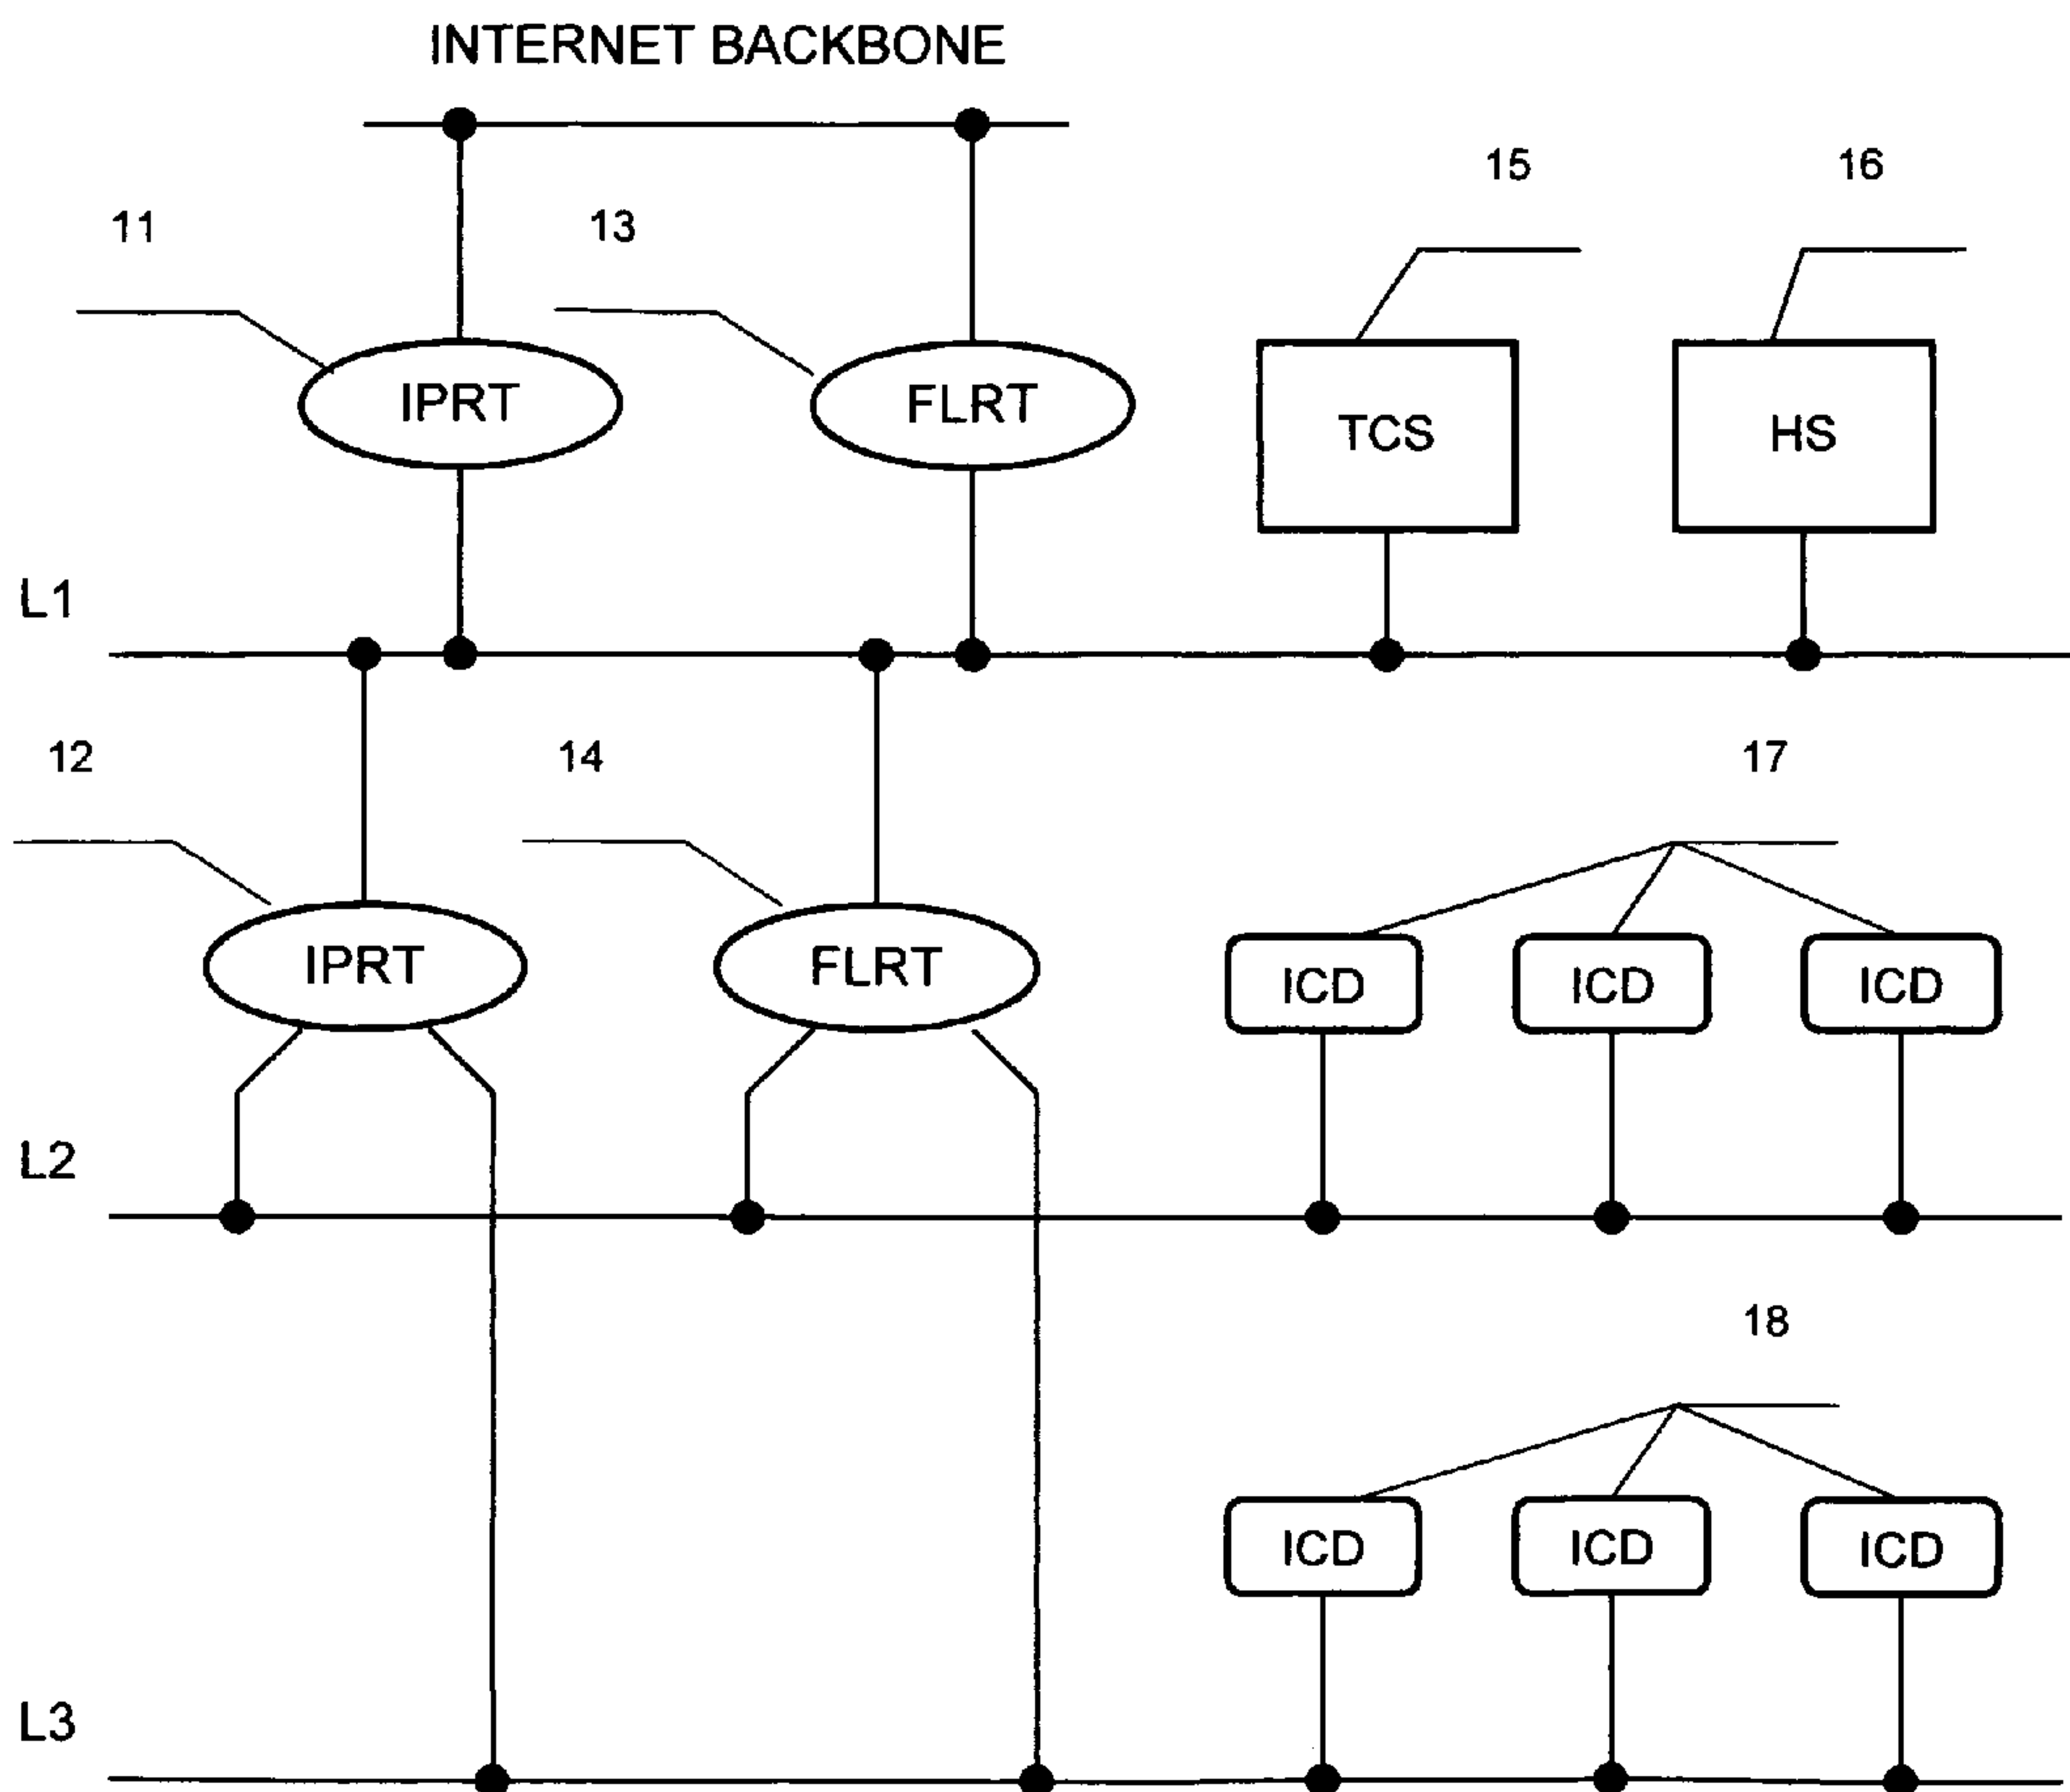 INTERNET BACKBONE
15
16
11
13
IPRT
FLRT
TCS
HS
L1
12
14
17
IPRT
FLRT
ICD
ICD
ICD
L2
18
ICD
ICD
ICD
L3